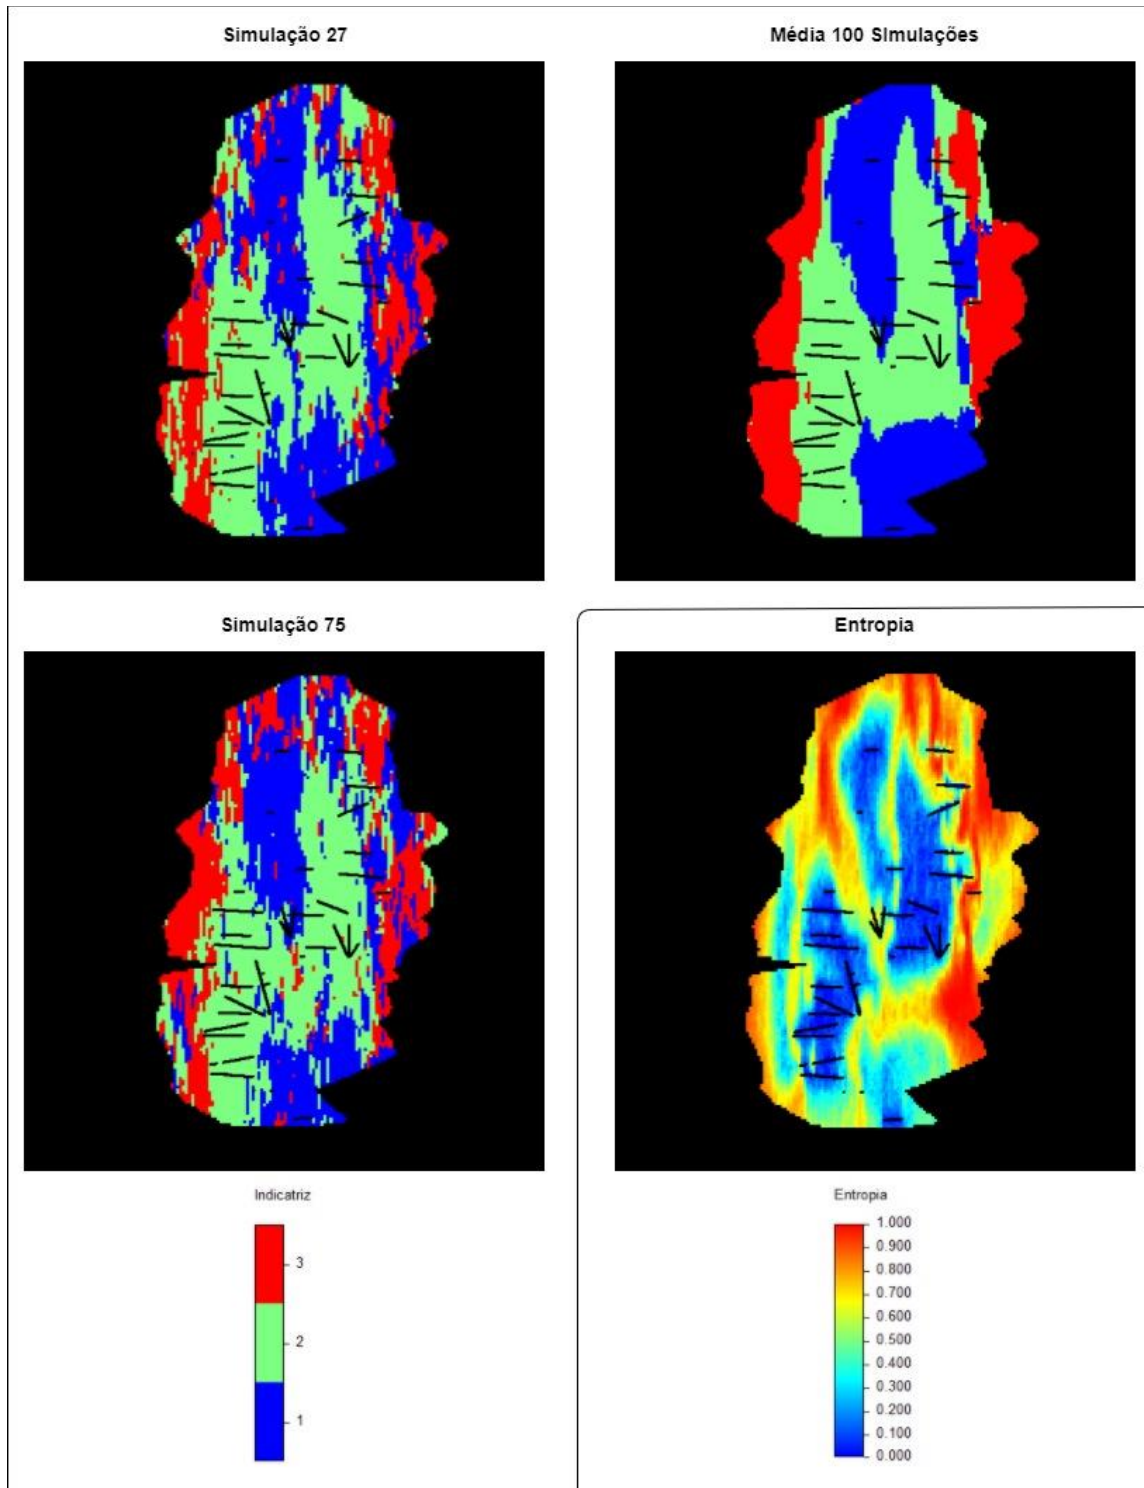 Simulação 27
Média 100 SImulações
Simulação 75
Entropia
Indicatriz
3
2
1
Entropia
1.000
0.900
0.800
0.700
0.600
0.500
0.400
0.300
0.200
0.100
0.000